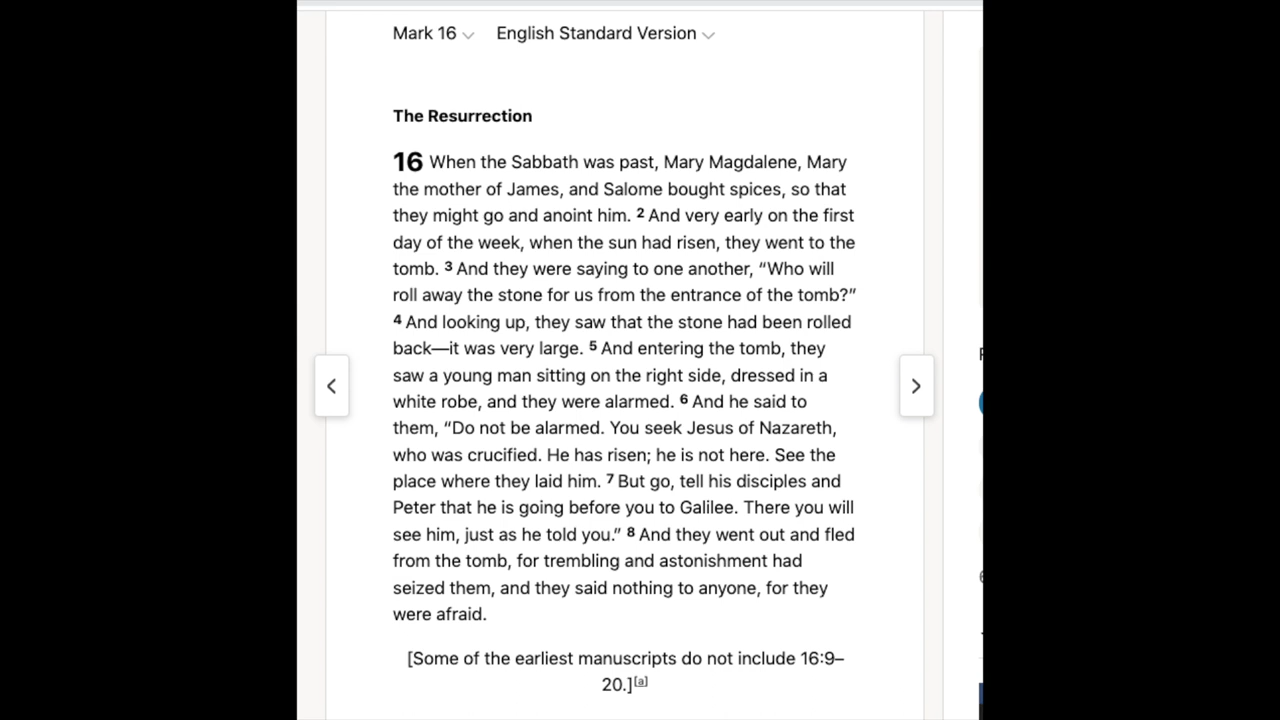 Mark 16 English Standard Version
The Resurrection
16 When the Sabbath was past, Mary Magdalene, Mary
the mother of James, and Salome bought spices, so that
they might go and anoint him. 2 And very early on the first
day of the week, when the sun had risen, they went to the
tomb. 3 And they were saying to one another, “Who will
roll away the stone for us from the entrance of the tomb?”
4 And looking up, they saw that the stone had been rolled
back—it was very large. 5 And entering the tomb, they
saw a young man sitting on the right side, dressed in a
white robe, and they were alarmed. 6 And he said to
them, “Do not be alarmed. You seek Jesus of Nazareth,
who was crucified. He has risen; he is not here. See the
place where they laid him. 7 But go, tell his disciples and
Peter that he is going before you to Galilee. There you will
see him, just as he told you.” 8 And they went out and fled
from the tomb, for trembling and astonishment had
seized them, and they said nothing to anyone, for they
were afraid.
[Some of the earliest manuscripts do not include 16:9–
20.][a]